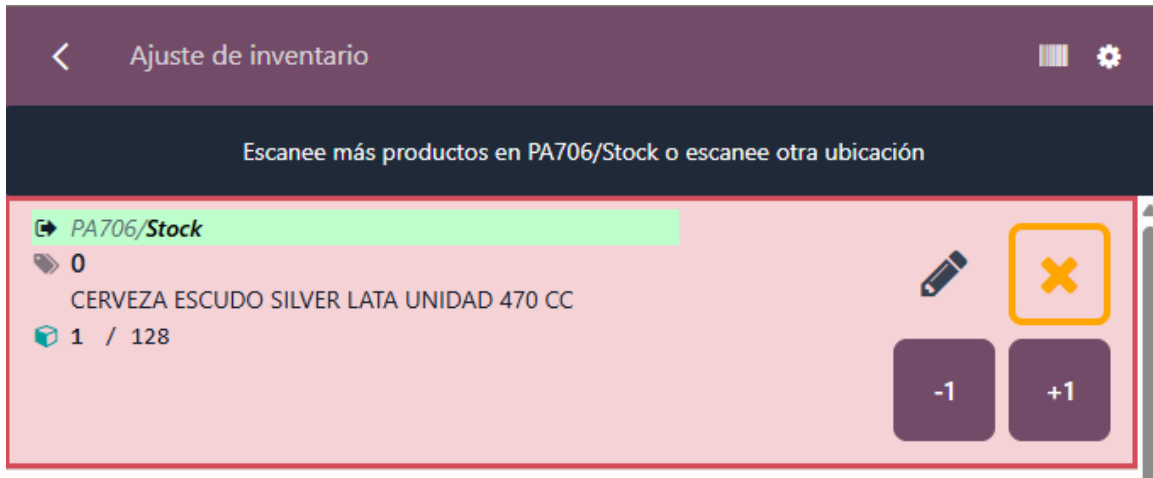 Ajuste de inventario
Escanee más productos en PA706/Stock o escanee otra ubicación
PA706/Stock
0
CERVEZA ESCUDO SILVER LATA UNIDAD 470 CC
1 / 128
-1 +1